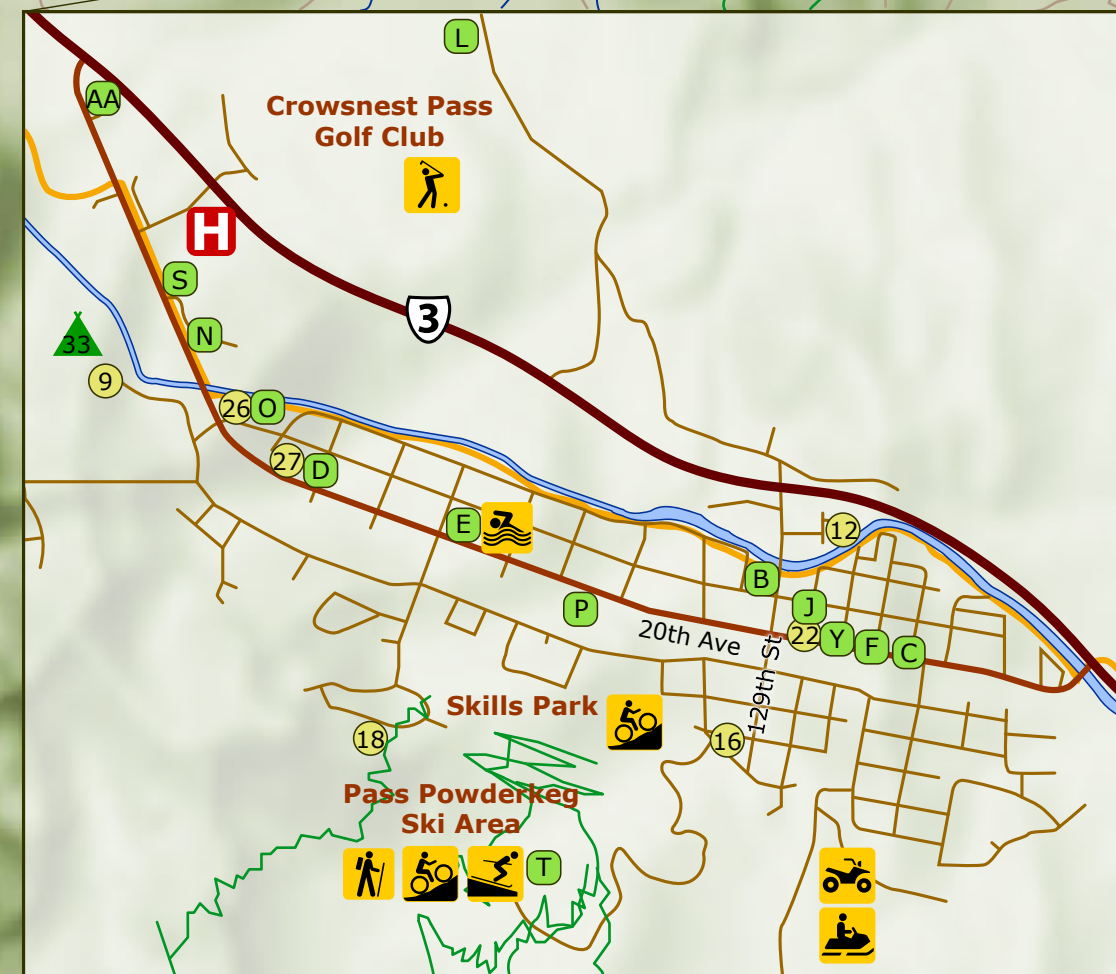 L
AA
Crowsnest Pass
Golf Club
H
S
3
N
33
9
26
O
27
D
E
12
B
J
P
20th Ave
22
Y
F
C
129th St
Skills Park
18
16
Pass Powderkeg
Ski Area
T